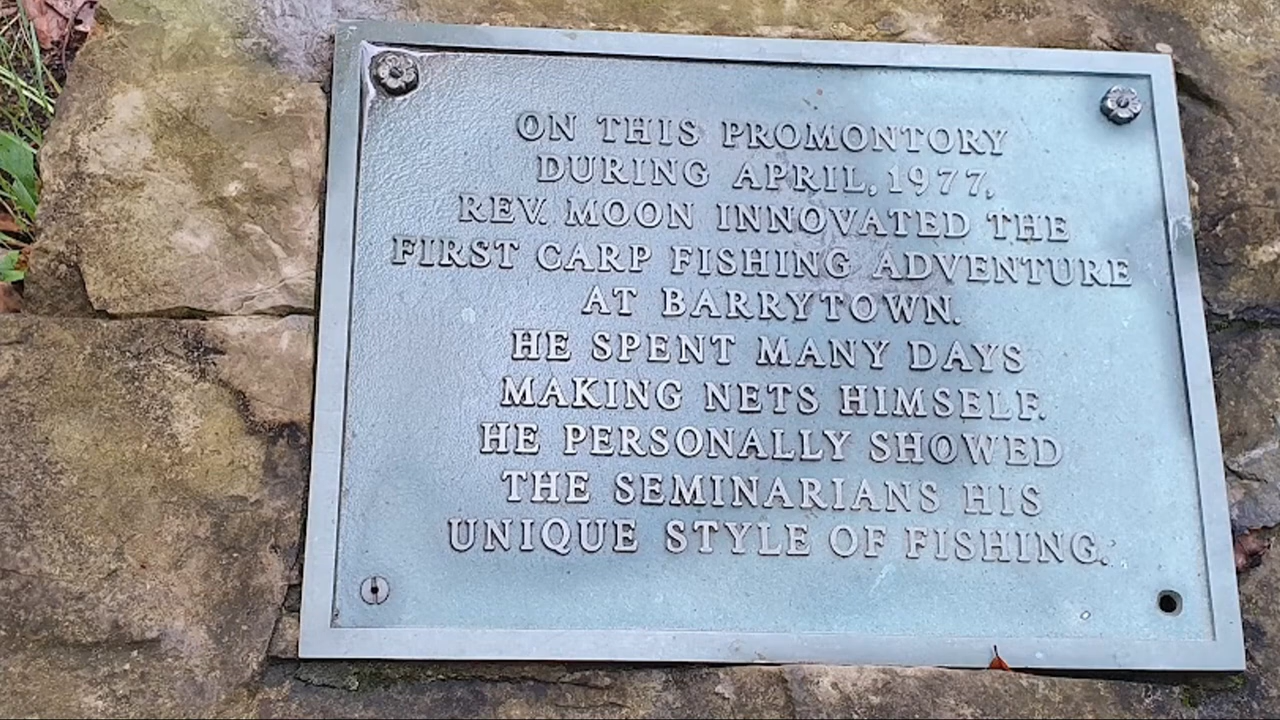 ON THIS PROMONTORY
DURING APRIL, 1977,
REV. MOON INNOVATED THE
FIRST CARP FISHING ADVENTURE
AT BARRYTOWN.
HE SPENT MANY DAYS
MAKING NETS HIMSELF.
HE PERSONALLY SHOWED
THE SEMINARIANS HIS
UNIQUE STYLE OF FISHING.